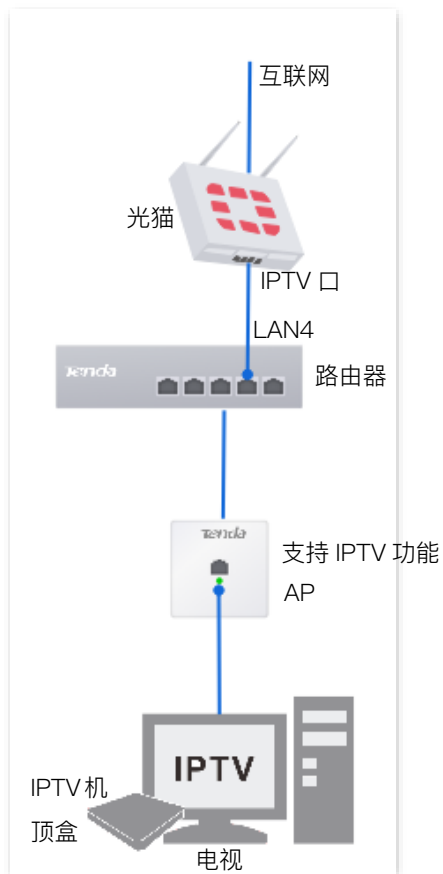 互联网
光猫
IPTV 口
LAN4
Tenda
路由器
Tenda
支持 IPTV 功能
AP
IPTV
IPTV 机
顶盒
电视